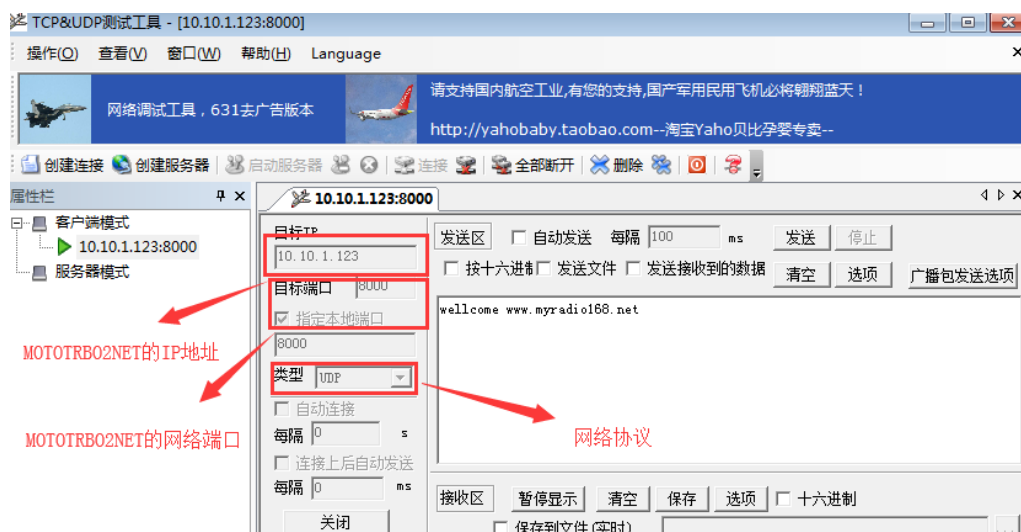 TCP&UDP测试工具 - [10.10.1.123:8000]
操作(O) 查看(V) 窗口(W) 帮助(H) Language
网络调试工具，631去广告版本
请支持国内航空工业,有您的支持,国产军用民用飞机必将翱翔蓝天！
http://yahobaby.taobao.com--淘宝Yaho贝比孕婴专卖--
创建连接 创建服务器 启动服务器 连接 全部断开 删除
属性栏
客户端模式
10.10.1.123:8000
服务器模式
10.10.1.123:8000
目标IP
10.10.1.123
目标端口 8000
指定本地端口
8000
类型 UDP
自动连接
每隔 0 s
连接上后自动发送
每隔 0 ms
关闭
发送区 自动发送 每隔 100 ms 发送 停止
按十六进制 发送文件 发送接收到的数据 清空 选项 广播包发送选项
wellcome www.myradio168.net
MOTOTRBO2NET的IP地址
MOTOTRBO2NET的网络端口
网络协议
接收区 暂停显示 清空 保存 选项 十六进制
保存到文件(实时) ...